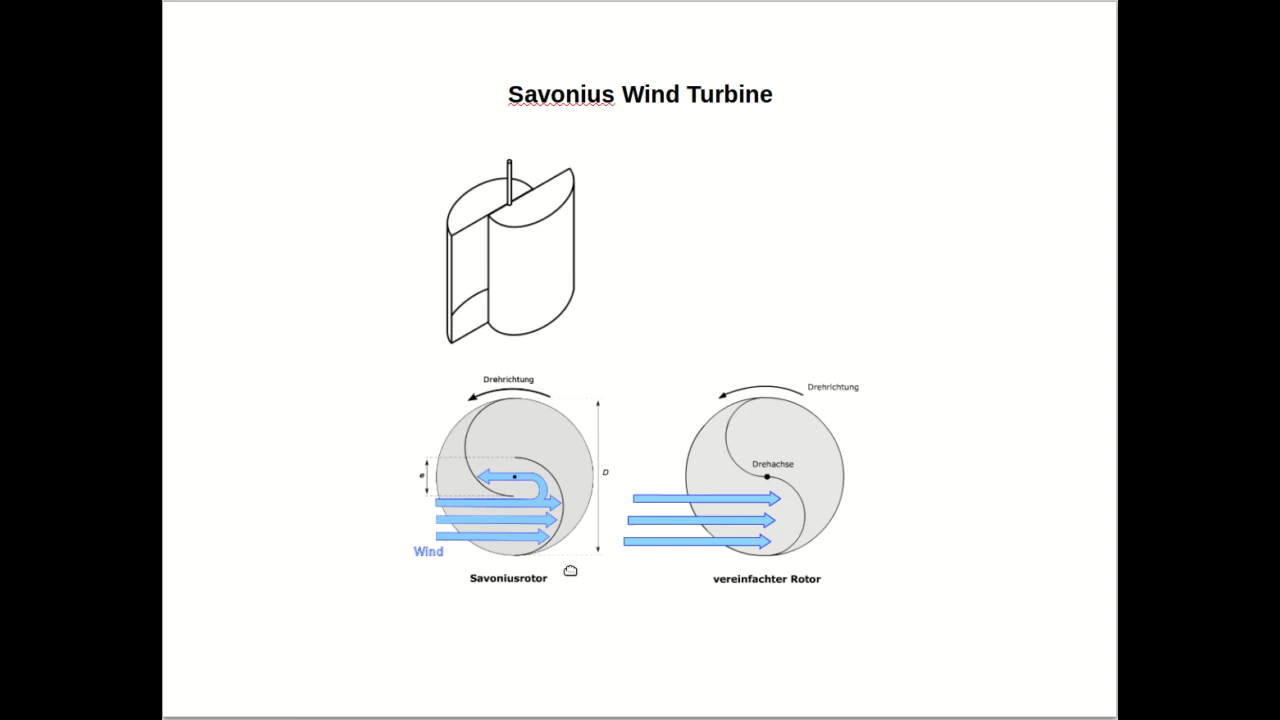 Savonius Wind Turbine
Drehrichtung
Drehrichtung
Drehachse
e
D
Wind
Savoniusrotor
vereinfachter Rotor